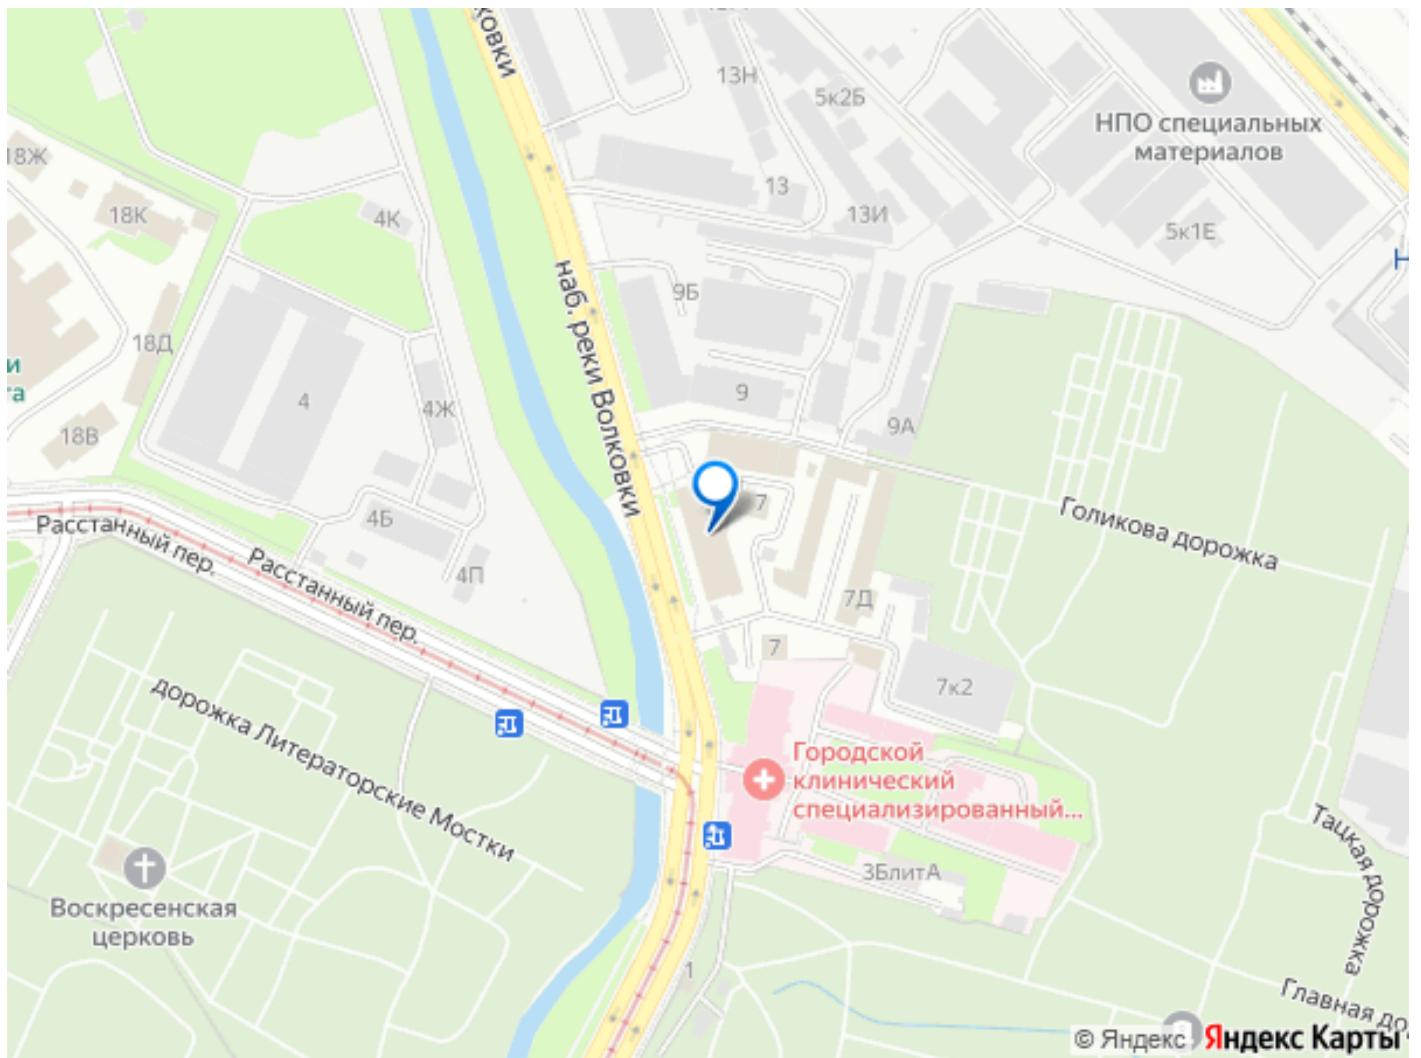 13Н
5к2Б
НПО специальных
материалов
18Ж
18К
4К
13
13И
5к1Е
наб. реки Волковки
9Б
18Д
4
4Ж
9
9А
18В
7
4Б
4П
Голикова дорожка
Расстанный пер.
Расстанный пер.
7Д
7
7к2
дорожка Литераторские Мостки
Городской
клинический
специализированный...
Тацкая дорожка
3БлитА
Воскресенская
церковь
1
Главная до
© Яндекс Яндекс Карты